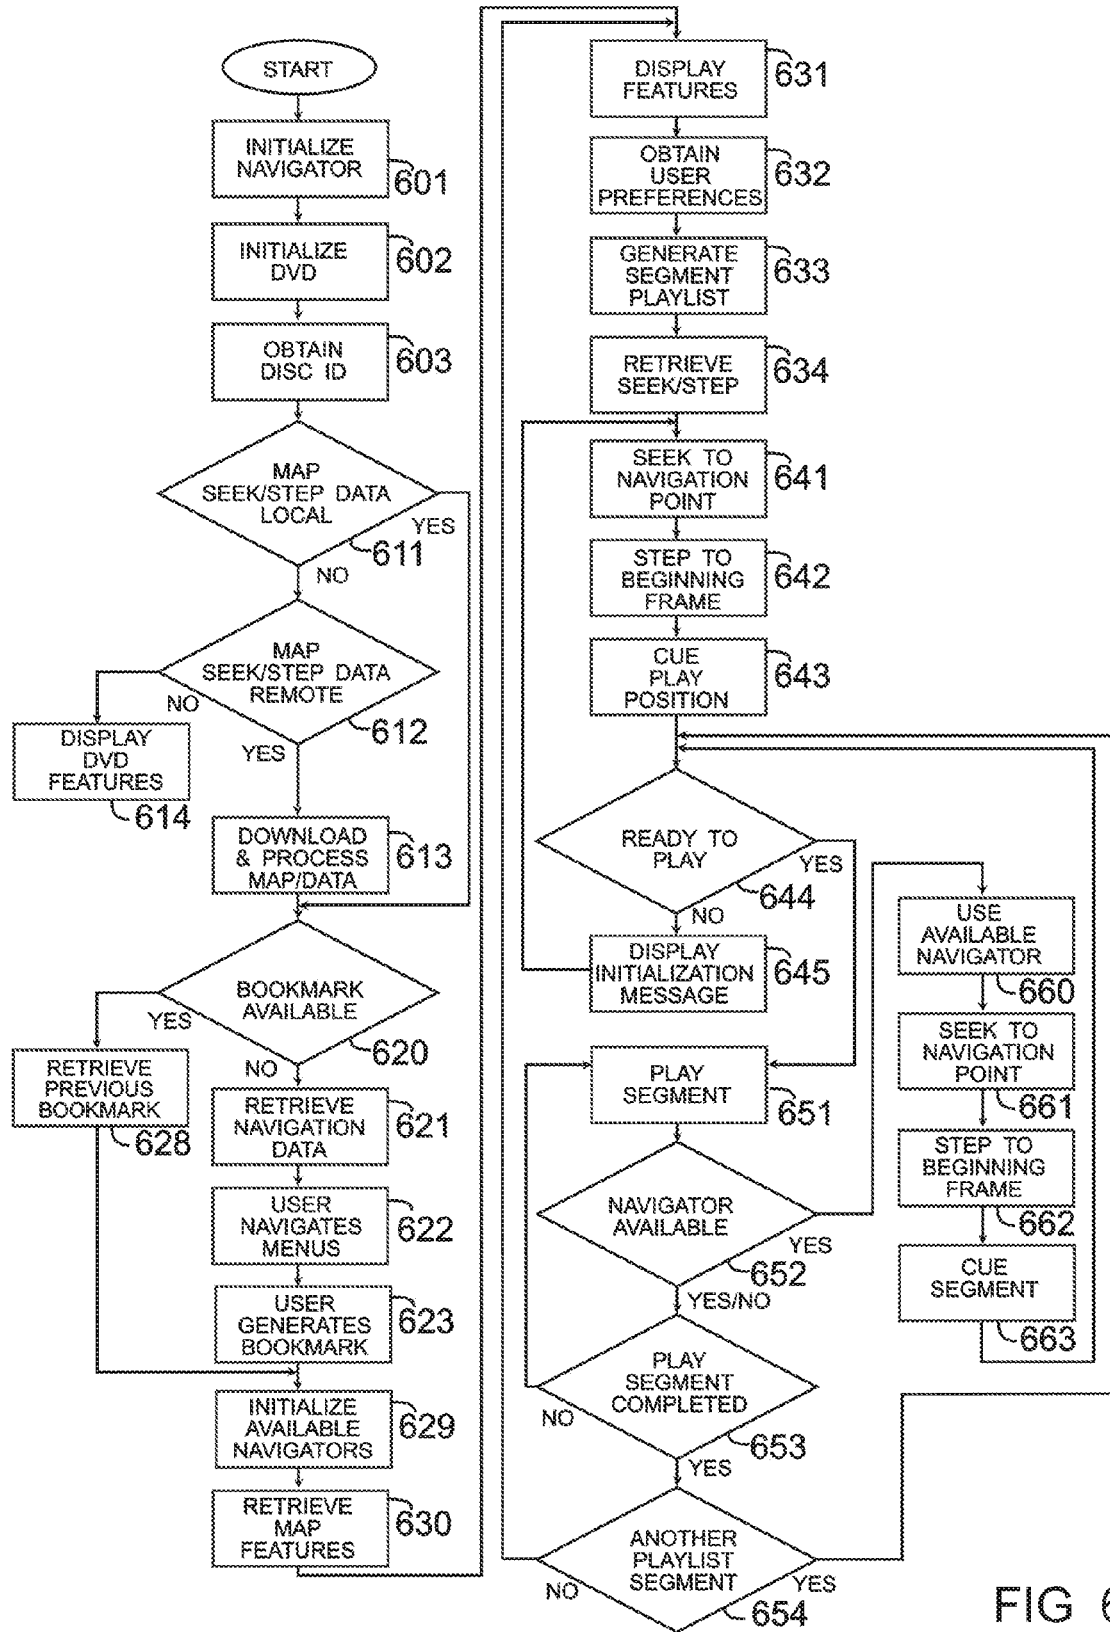 START
INITIALIZE
NAVIGATOR
601
INITIALIZE
DVD
602
OBTAIN
DISC ID
603
MAP
SEEK/STEP DATA
LOCAL
YES
611
NO
MAP
SEEK/STEP DATA
REMOTE
NO
612
YES
DISPLAY
DVD
FEATURES
614
DOWNLOAD
& PROCESS
MAP/DATA
613
BOOKMARK
AVAILABLE
YES
620
NO
RETRIEVE
PREVIOUS
BOOKMARK
628
RETRIEVE
NAVIGATION
DATA
621
USER
NAVIGATES
MENUS
622
USER
GENERATES
BOOKMARK
623
INITIALIZE
AVAILABLE
NAVIGATORS
629
RETRIEVE
MAP
FEATURES
630
DISPLAY
FEATURES
631
OBTAIN
USER
PREFERENCES
632
GENERATE
SEGMENT
PLAYLIST
633
RETRIEVE
SEEK/STEP
634
SEEK TO
NAVIGATION
POINT
641
STEP TO
BEGINNING
FRAME
642
CUE
PLAY
POSITION
643
READY TO
PLAY
YES
644
NO
DISPLAY
INITIALIZATION
MESSAGE
645
PLAY
SEGMENT
651
NAVIGATOR
AVAILABLE
YES
652
YES/NO
PLAY
SEGMENT
COMPLETED
NO
653
YES
ANOTHER
PLAYLIST
SEGMENT
NO
YES
654
USE
AVAILABLE
NAVIGATOR
660
SEEK TO
NAVIGATION
POINT
661
STEP TO
BEGINNING
FRAME
662
CUE
SEGMENT
663
FIG 6